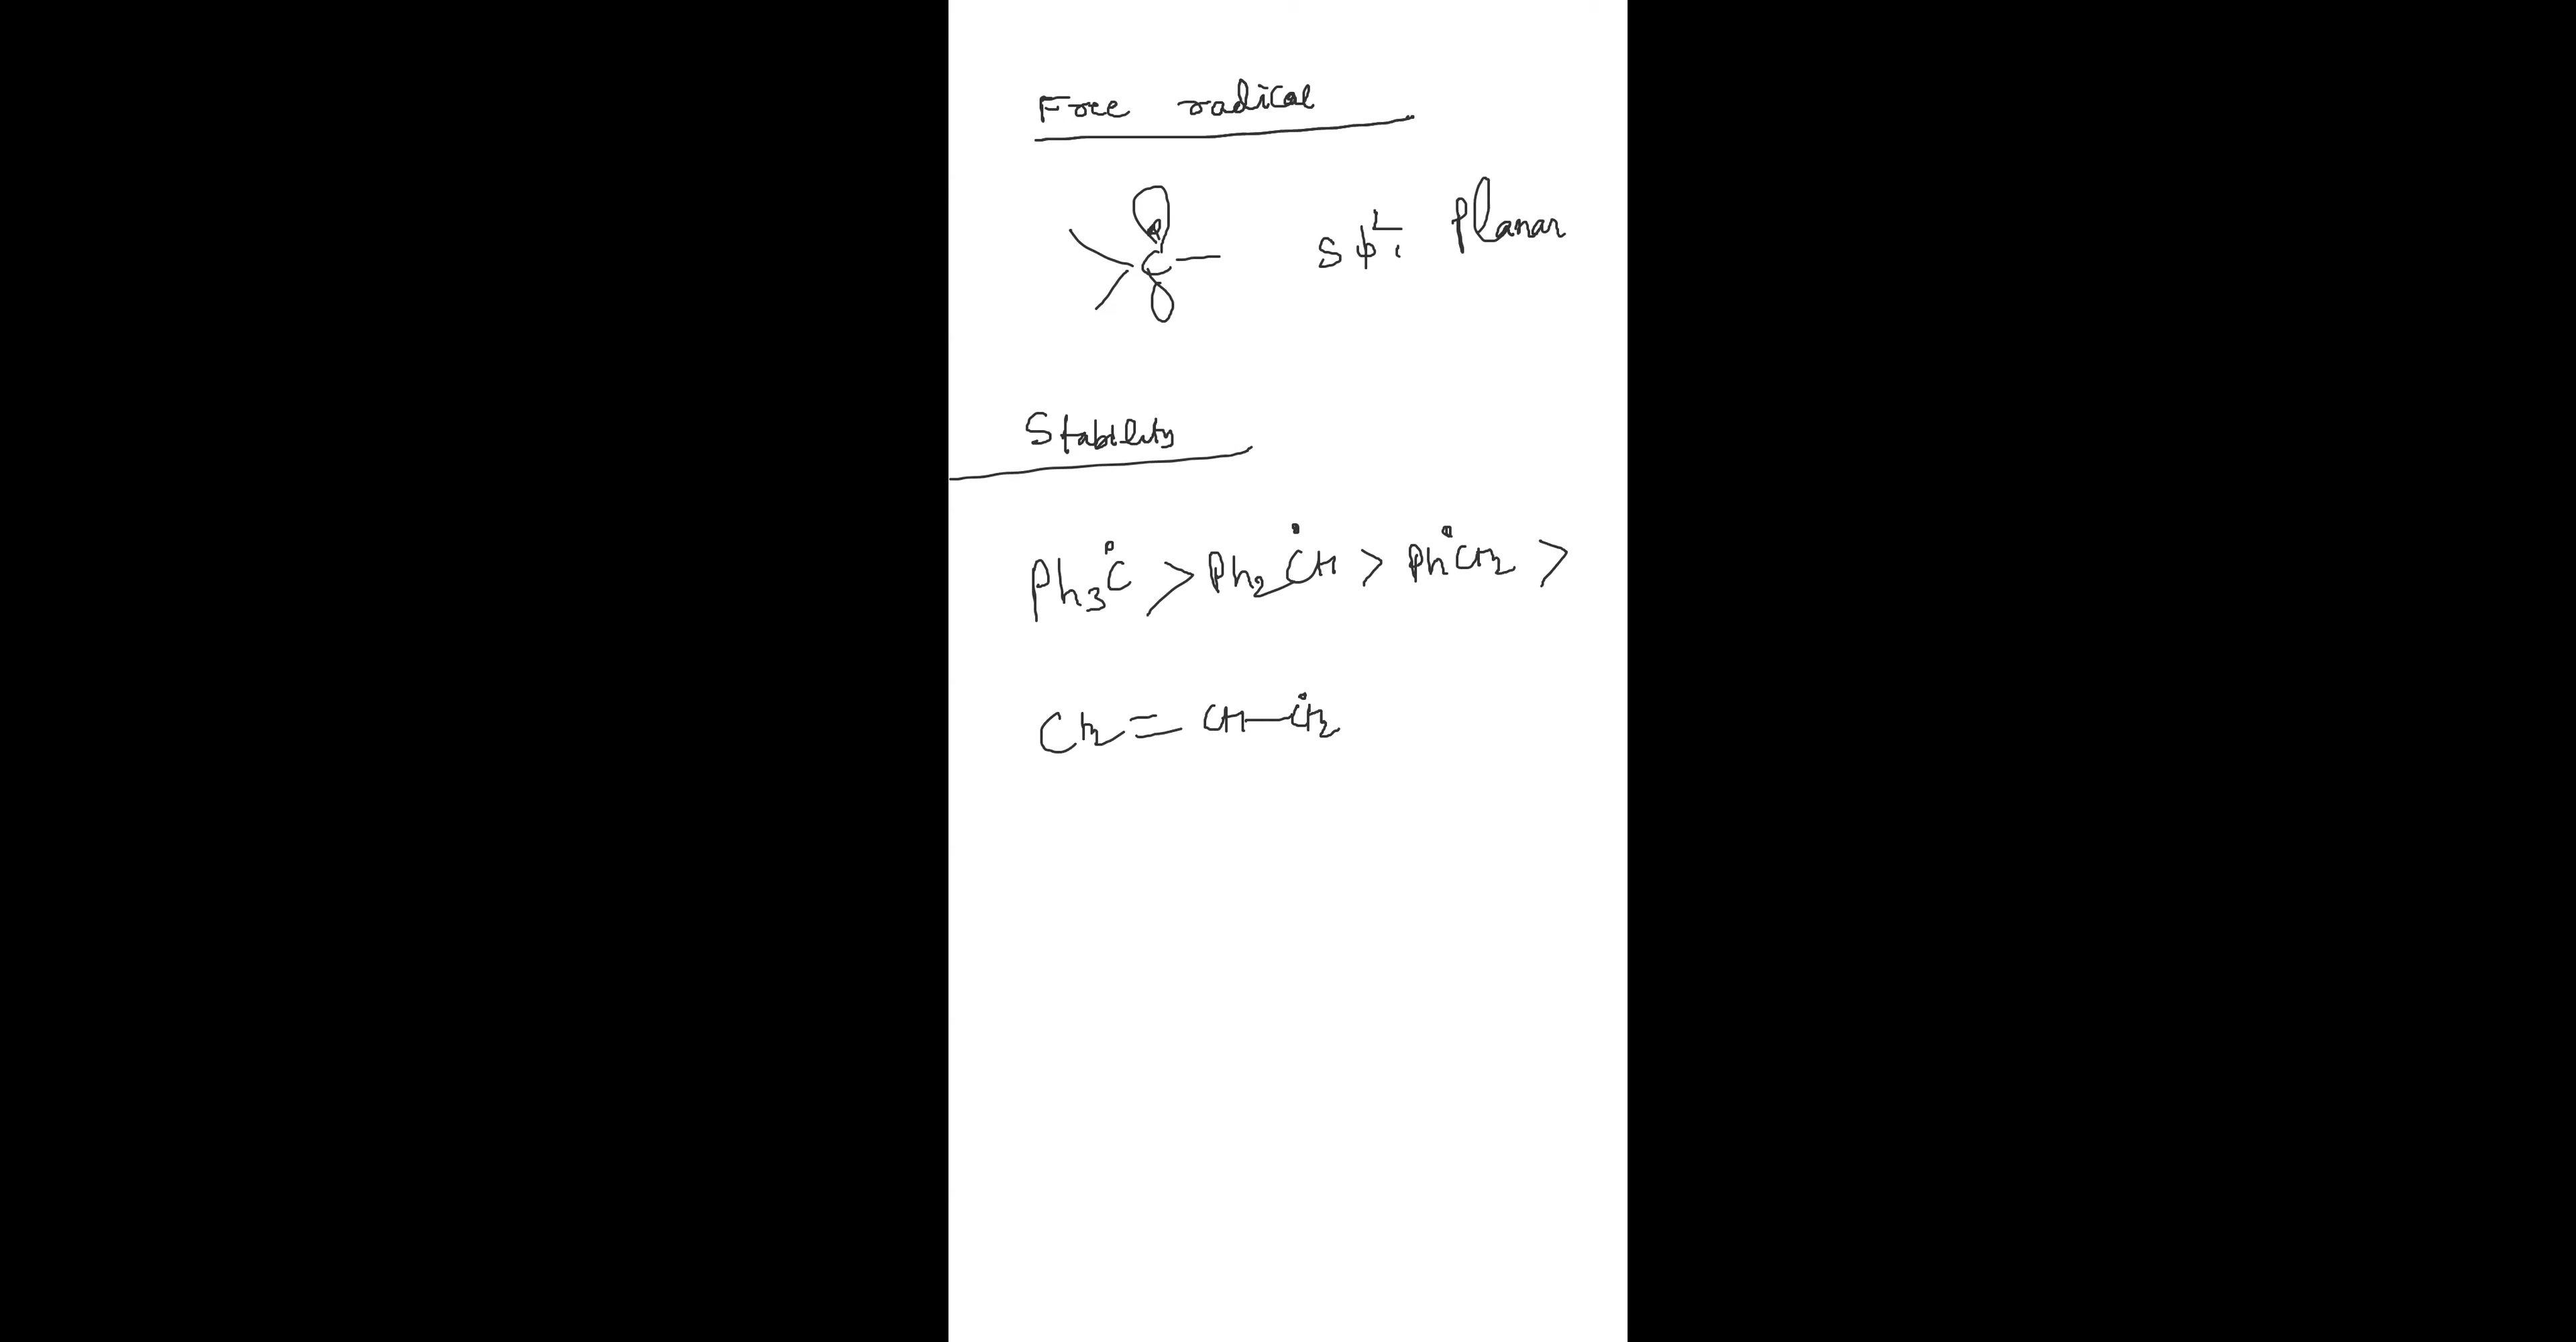 Free radical
C sp²; Planar
Stability
Ph₃Ċ > Ph₂ĊH > PhĊH₂ >
CH₂ = CH—ĊH₂